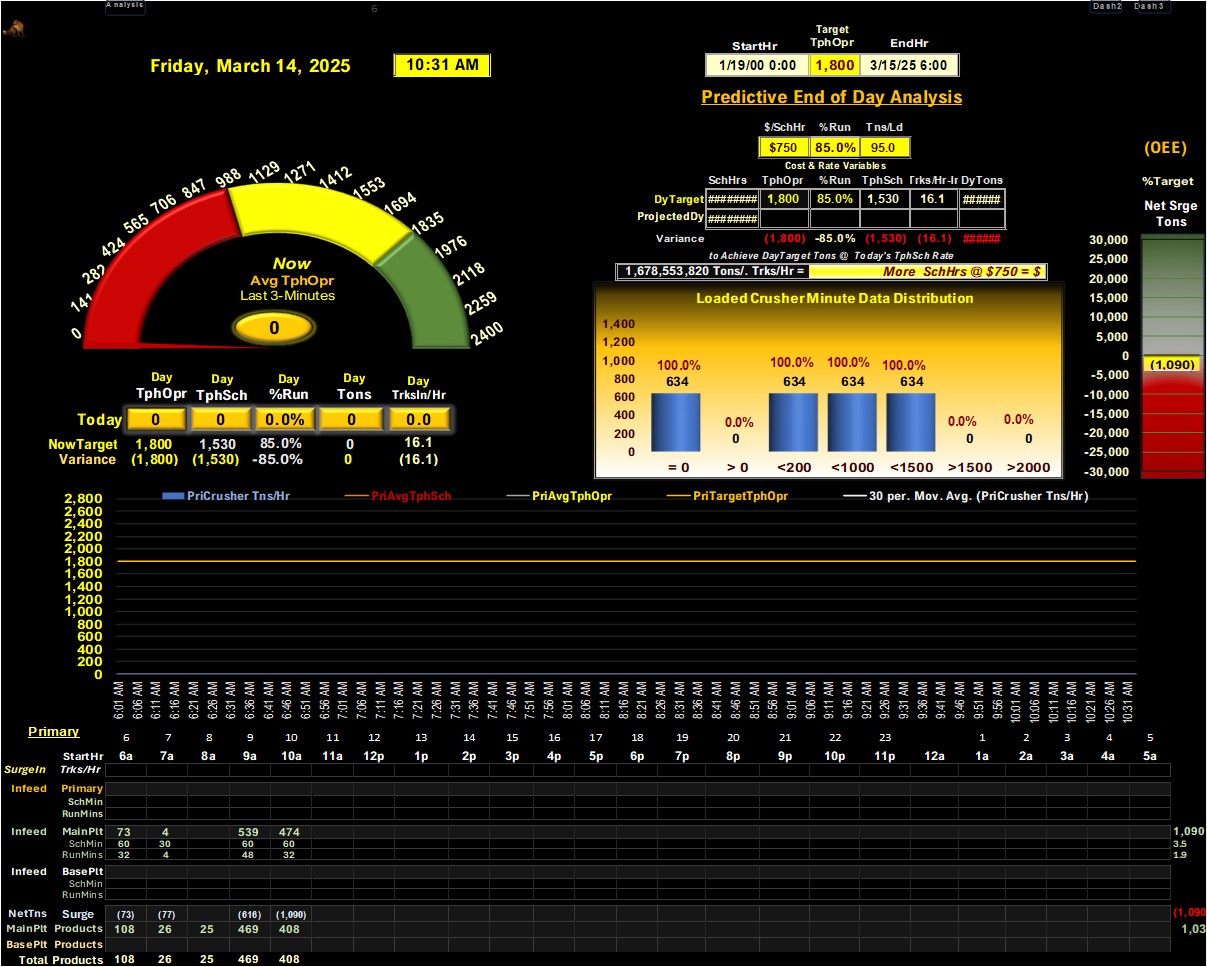 Analysis
6
Dash2 Dash3
Friday, March 14, 2025
10:31 AM
Target
StartHr TphOpr EndHr
1/19/00 0:00 1,800 3/15/25 6:00
Predictive End of Day Analysis
$/SchHr %Run Tns/Ld
$750 85.0% 95.0
Cost & Rate Variables
SchHrs TphOpr %Run TphSch Trks/Hr-Ir DyTons
DyTarget ######## 1,800 85.0% 1,530 16.1 ######
ProjectedDy ########
Variance (1,800) -85.0% (1,530) (16.1) ######
to Achieve DayTarget Tons @ Today's TphSch Rate
1,678,553,820 Tons/. Trks/Hr = More SchHrs @ $750 = $
(OEE)
%Target
Net Srge
Tons
30,000
25,000
20,000
15,000
10,000
5,000
0
(1,090)
-5,000
-10,000
-15,000
-20,000
-25,000
-30,000
0
141
282
424
565
706
847
988
1129
1271
1412
1553
1694
1835
1976
2118
2259
2400
Now
Avg TphOpr
Last 3-Minutes
0
Loaded CrusherMinute Data Distribution
1,400
1,200
1,000
800
600
400
200
0
100.0% 0.0% 100.0% 100.0% 100.0% 0.0% 0.0%
634 0 634 634 634 0 0
= 0 > 0 <200 <1000 <1500 >1500 >2000
Day Day Day Day Day
TphOpr TphSch %Run Tons TrksIn/Hr
Today 0 0 0.0% 0 0.0
NowTarget 1,800 1,530 85.0% 0 16.1
Variance (1,800) (1,530) -85.0% 0 (16.1)
PriCrusher Tns/Hr PriAvgTphSch PriAvgTphOpr PriTargetTphOpr 30 per. Mov. Avg. (PriCrusher Tns/Hr)
2,800
2,600
2,400
2,200
2,000
1,800
1,600
1,400
1,200
1,000
800
600
400
200
0
6:01 AM 6:06 AM 6:11 AM 6:16 AM 6:21 AM 6:26 AM 6:31 AM 6:36 AM 6:41 AM 6:46 AM 6:51 AM 6:56 AM 7:01 AM 7:06 AM 7:11 AM 7:16 AM 7:21 AM 7:26 AM 7:31 AM 7:36 AM 7:41 AM 7:46 AM 7:51 AM 7:56 AM 8:01 AM 8:06 AM 8:11 AM 8:16 AM 8:21 AM 8:26 AM 8:31 AM 8:36 AM 8:41 AM 8:46 AM 8:51 AM 8:56 AM 9:01 AM 9:06 AM 9:11 AM 9:16 AM 9:21 AM 9:26 AM 9:31 AM 9:36 AM 9:41 AM 9:46 AM 9:51 AM 9:56 AM 10:01 AM 10:06 AM 10:11 AM 10:16 AM 10:21 AM 10:26 AM 10:31 AM
Primary
6 7 8 9 10 11 12 13 14 15 16 17 18 19 20 21 22 23 1 2 3 4 5
StartHr 6a 7a 8a 9a 10a 11a 12p 1p 2p 3p 4p 5p 6p 7p 8p 9p 10p 11p 12a 1a 2a 3a 4a 5a
SurgeIn Trks/Hr
Infeed Primary
SchMin
RunMins
Infeed MainPlt 73 4 539 474 1,090
SchMin 60 30 60 60 3.5
RunMins 32 4 48 32 1.9
Infeed BasePlt
SchMin
RunMins
NetTns Surge (73) (77) (616) (1,090) (1,090
MainPlt Products 108 26 25 469 408 1,03
BasePlt Products
Total Products 108 26 25 469 408